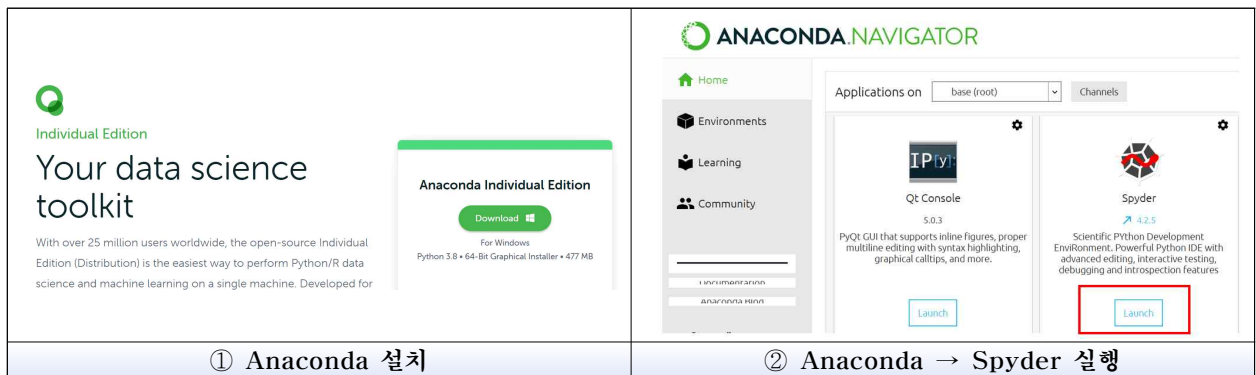 Individual Edition
Your data science
toolkit
With over 25 million users worldwide, the open-source Individual
Edition (Distribution) is the easiest way to perform Python/R data
science and machine learning on a single machine. Developed for
Anaconda Individual Edition
Download
For Windows
Python 3.8 • 64-Bit Graphical Installer • 477 MB
① Anaconda 설치
ANACONDA.NAVIGATOR
Home
Environments
Learning
Community
Documentation
Anaconda Blog
Applications on base (root) Channels
IP[y]:
Qt Console
5.0.3
PyQt GUI that supports inline figures, proper
multiline editing with syntax highlighting,
graphical calltips, and more.
Launch
Spyder
4.2.5
Scientific PYthon Development
EnviRonment. Powerful Python IDE with
advanced editing, interactive testing,
debugging and introspection features
Launch
② Anaconda → Spyder 실행